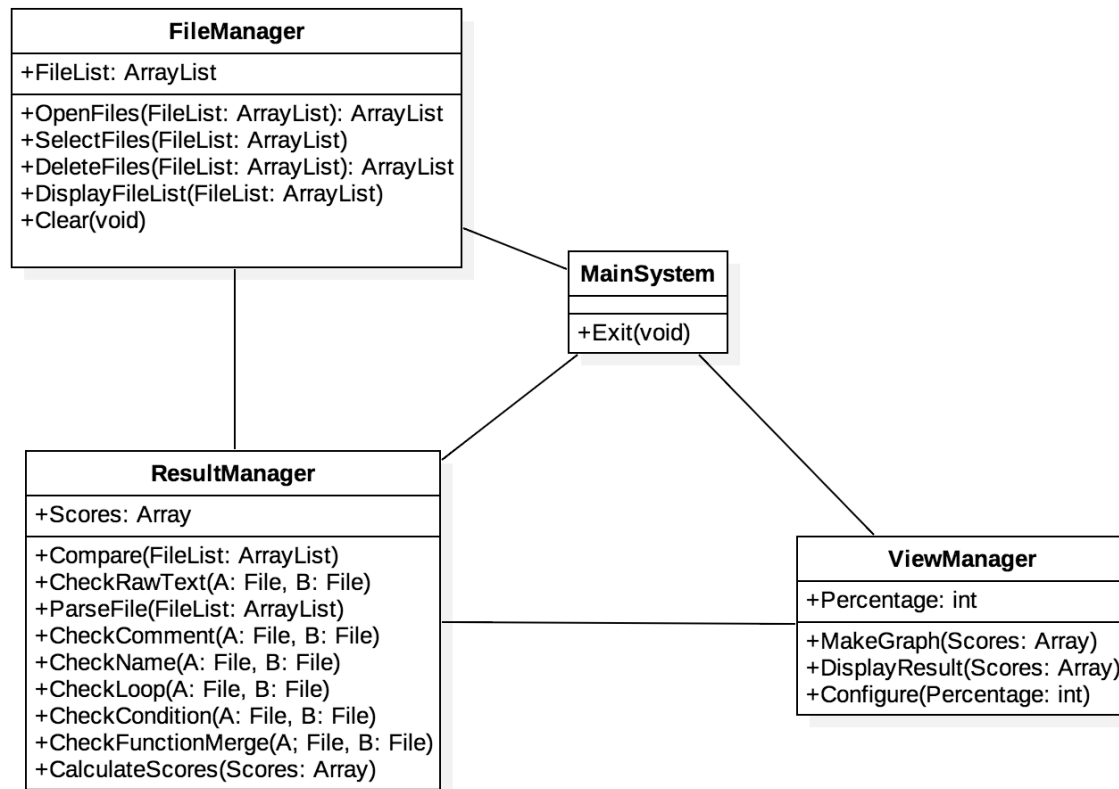 FileManager
+FileList: ArrayList
+OpenFiles(FileList: ArrayList): ArrayList
+SelectFiles(FileList: ArrayList)
+DeleteFiles(FileList: ArrayList): ArrayList
+DisplayFileList(FileList: ArrayList)
+Clear(void)
MainSystem
+Exit(void)
ResultManager
+Scores: Array
+Compare(FileList: ArrayList)
+CheckRawText(A: File, B: File)
+ParseFile(FileList: ArrayList)
+CheckComment(A: File, B: File)
+CheckName(A: File, B: File)
+CheckLoop(A: File, B: File)
+CheckCondition(A: File, B: File)
+CheckFunctionMerge(A; File, B: File)
+CalculateScores(Scores: Array)
ViewManager
+Percentage: int
+MakeGraph(Scores: Array)
+DisplayResult(Scores: Array)
+Configure(Percentage: int)